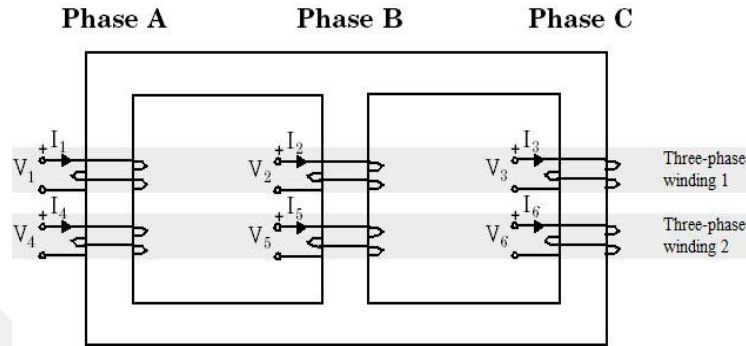 Phase A Phase B Phase C
+ I₁ + I₂ + I₃
V₁ V₂ V₃ Three-phase
winding 1
+ I₄ + I₅ + I₆
V₄ V₅ V₆ Three-phase
winding 2